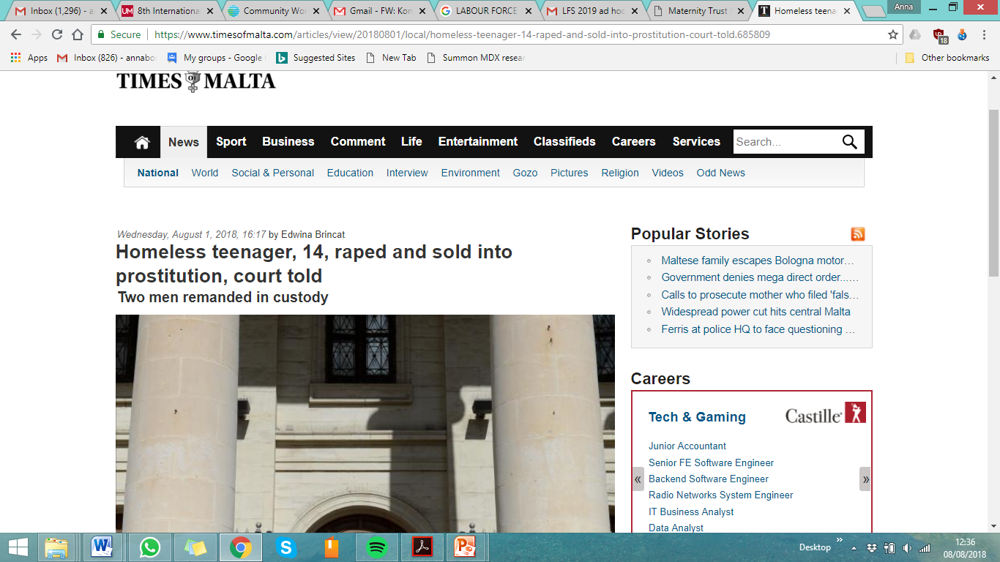 Inbox (1,296) - a
8th Internationa
Community Wo
Gmail - FW: Kon
LABOUR FORCE
LFS 2019 ad hoc
Maternity Trust i
Homeless teena
Anna
Secure
https://www.timesofmalta.com/articles/view/20180801/local/homeless-teenager-14-raped-and-sold-into-prostitution-court-told.685809
18
Apps
Inbox (826) - annabo
My groups - Google
Suggested Sites
New Tab
Summon MDX resear
Other bookmarks
TIMES OF MALTA
News Sport Business Comment Life Entertainment Classifieds Careers Services Search...
National World Social & Personal Education Interview Environment Gozo Pictures Religion Videos Odd News
Wednesday, August 1, 2018, 16:17 by Edwina Brincat
Homeless teenager, 14, raped and sold into
prostitution, court told
Two men remanded in custody
Popular Stories
Maltese family escapes Bologna motor…
Government denies mega direct order……
Calls to prosecute mother who filed 'fals…
Widespread power cut hits central Malta
Ferris at police HQ to face questioning …
Careers
Tech & Gaming
Castille
Junior Accountant
Senior FE Software Engineer
Backend Software Engineer
Radio Networks System Engineer
IT Business Analyst
Data Analyst
Desktop
12:36
08/08/2018